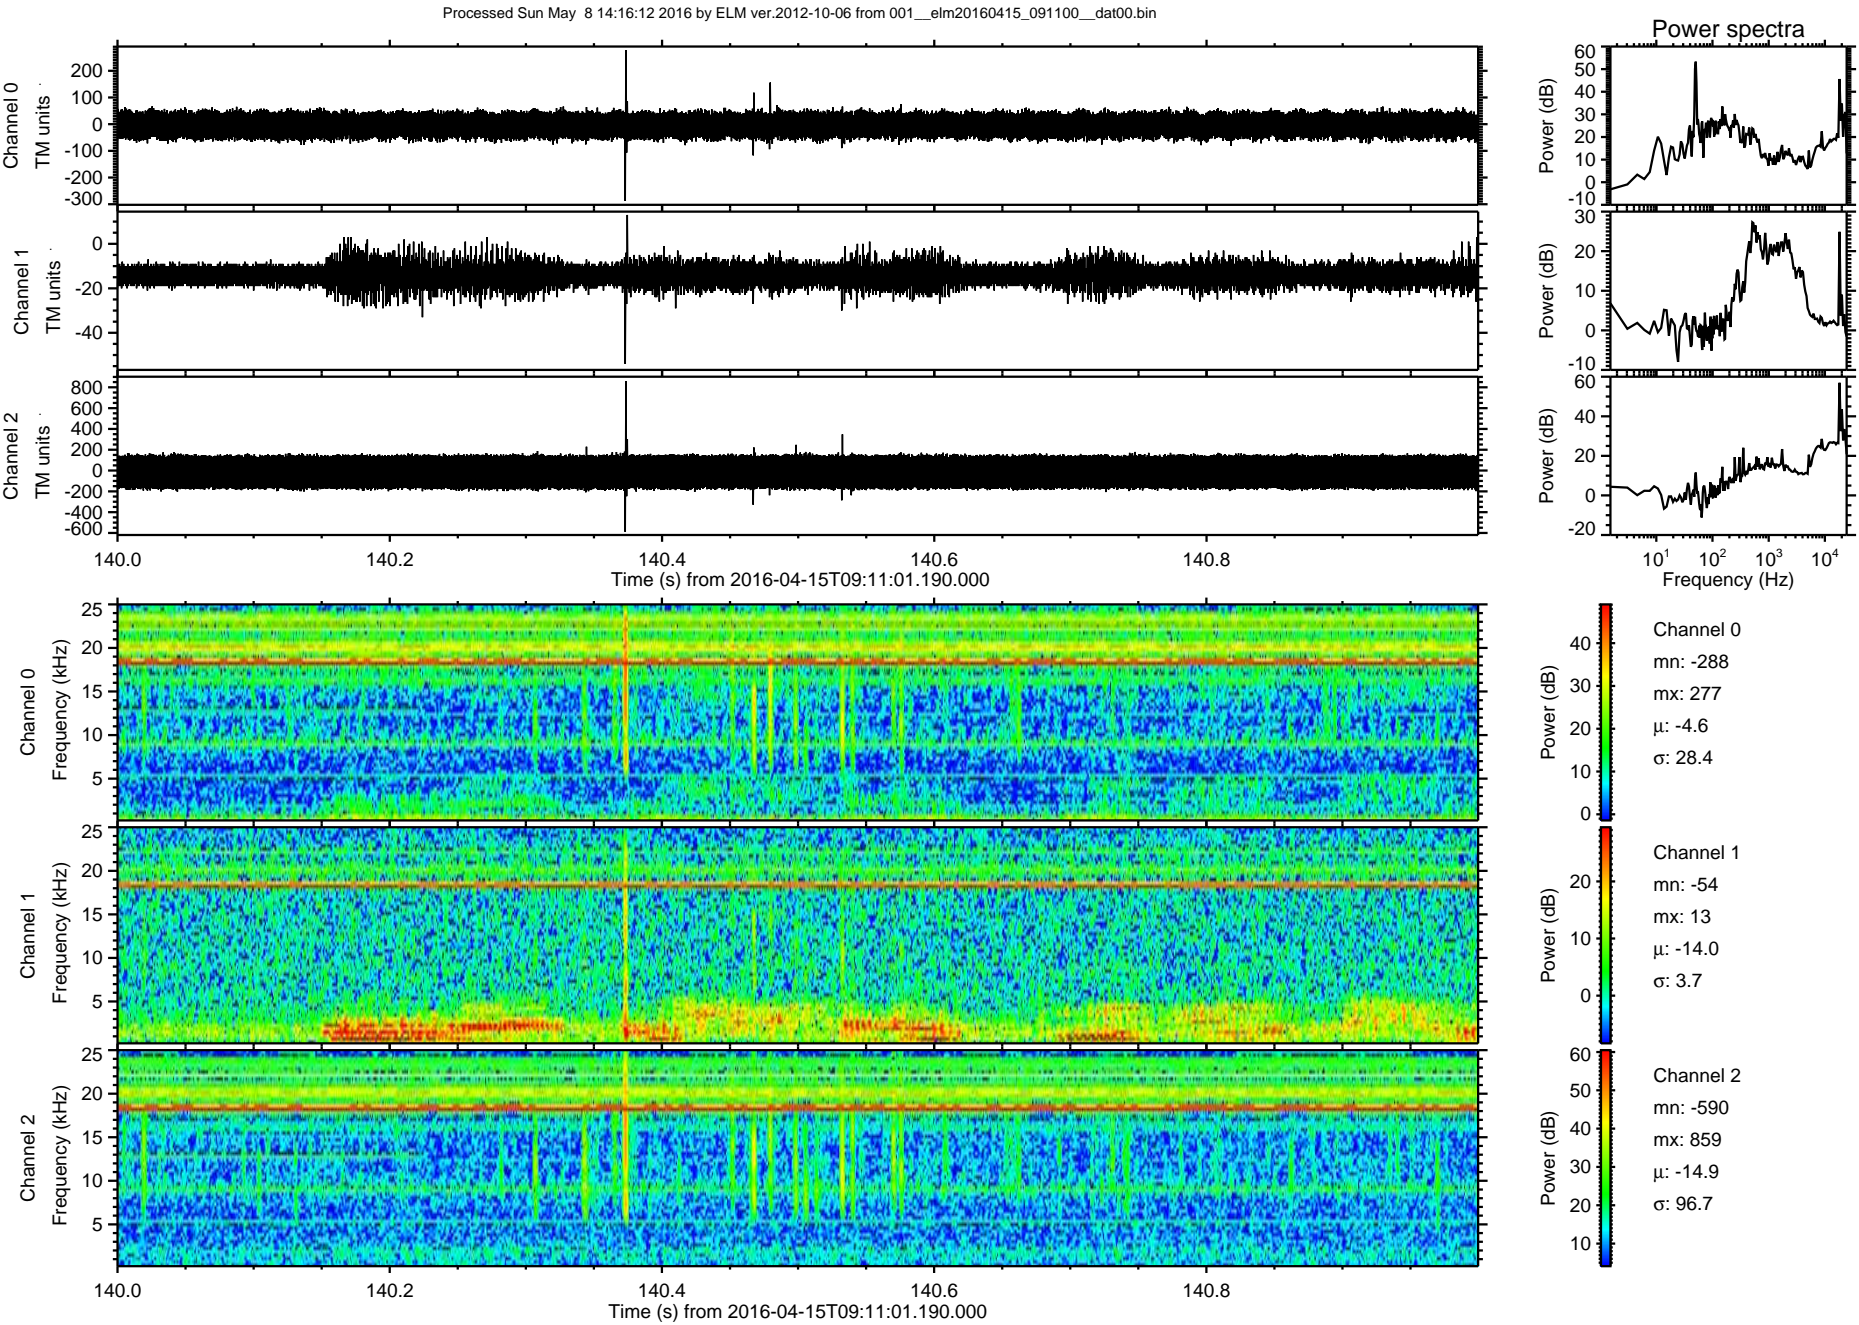 Processed Sun May 8 14:16:12 2016 by ELM ver.2012-10-06 from 001__elm20160415_091100__dat00.bin
Power spectra
Channel 0
TM units
200
100
0
-100
-200
-300
Power (dB)
60
50
40
30
20
10
0
-10
Channel 1
TM units
0
-20
-40
Power (dB)
30
20
10
0
-10
Channel 2
TM units
800
600
400
200
0
-200
-400
-600
Power (dB)
60
40
20
0
-20
140.0 140.2 140.4 140.6 140.8
Time (s) from 2016-04-15T09:11:01.190.000
10¹ 10² 10³ 10⁴
Frequency (Hz)
Channel 0
Frequency (kHz)
25
20
15
10
5
Power (dB)
40
30
20
10
0
Channel 0
mn: -288
mx: 277
μ: -4.6
σ: 28.4
Channel 1
Frequency (kHz)
25
20
15
10
5
Power (dB)
20
10
0
Channel 1
mn: -54
mx: 13
μ: -14.0
σ: 3.7
Channel 2
Frequency (kHz)
25
20
15
10
5
Power (dB)
60
50
40
30
20
10
Channel 2
mn: -590
mx: 859
μ: -14.9
σ: 96.7
140.0 140.2 140.4 140.6 140.8
Time (s) from 2016-04-15T09:11:01.190.000